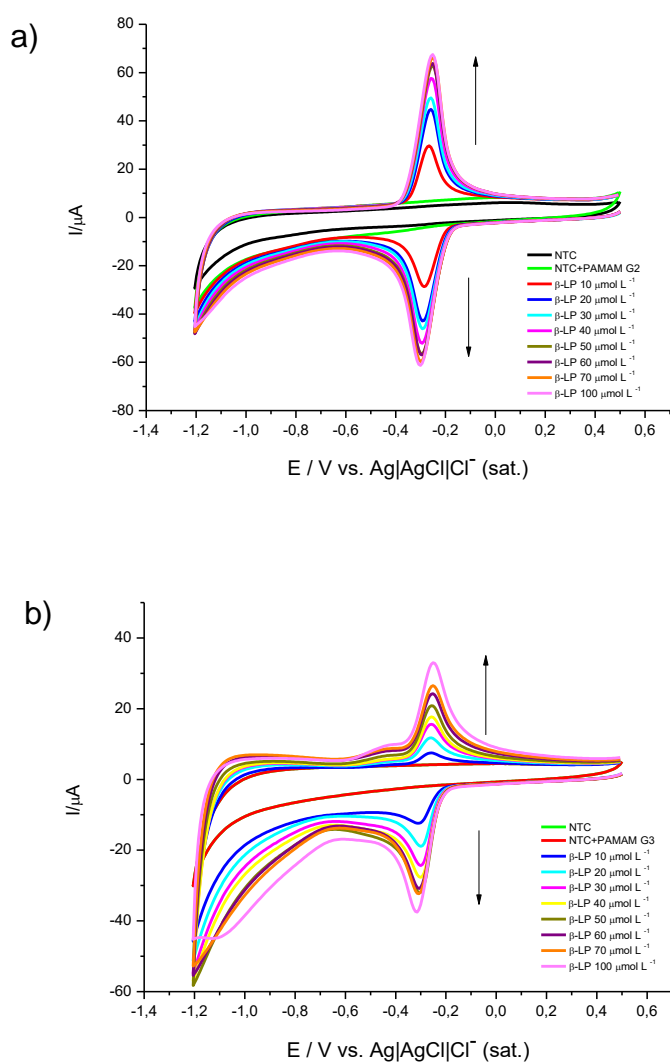 a)
80
60
40
20
0
-20
-40
-60
-80
I/μA
-1,4 -1,2 -1,0 -0,8 -0,6 -0,4 -0,2 0,0 0,2 0,4 0,6
E / V vs. Ag|AgCl|Cl⁻ (sat.)
NTC
NTC+PAMAM G2
β-LP 10 μmol L ⁻¹
β-LP 20 μmol L ⁻¹
β-LP 30 μmol L ⁻¹
β-LP 40 μmol L ⁻¹
β-LP 50 μmol L ⁻¹
β-LP 60 μmol L ⁻¹
β-LP 70 μmol L ⁻¹
β-LP 100 μmol L ⁻¹
b)
40
20
0
-20
-40
-60
I/μA
-1,4 -1,2 -1,0 -0,8 -0,6 -0,4 -0,2 0,0 0,2 0,4 0,6
E / V vs. Ag|AgCl|Cl⁻ (sat.)
NTC
NTC+PAMAM G3
β-LP 10 μmol L ⁻¹
β-LP 20 μmol L ⁻¹
β-LP 30 μmol L ⁻¹
β-LP 40 μmol L ⁻¹
β-LP 50 μmol L ⁻¹
β-LP 60 μmol L ⁻¹
β-LP 70 μmol L ⁻¹
β-LP 100 μmol L ⁻¹